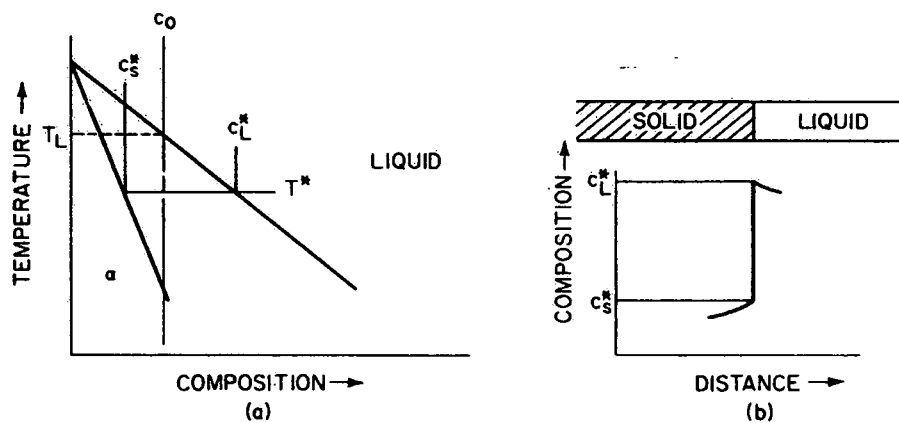 C₀
C*S
C*L
TL
LIQUID
T*
α
TEMPERATURE →
COMPOSITION →
(a)
SOLID
LIQUID
COMPOSITION →
C*L
C*S
DISTANCE →
(b)